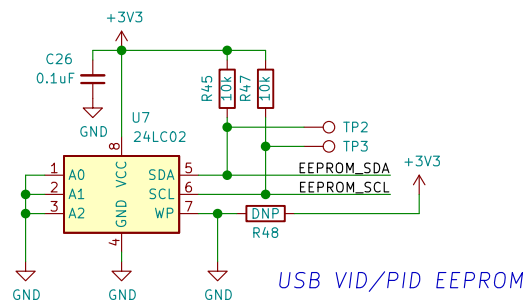 +3V3
C26
0.1uF
R45
10k
R47
10k
GND
U7
24LC02
TP2
TP3
8
VCC
1
A0
SDA
5
EEPROM_SDA
+3V3
2
A1
SCL
6
EEPROM_SCL
3
A2
GND
WP
7
DNP
R48
4
GND
GND
GND
USB VID/PID EEPROM